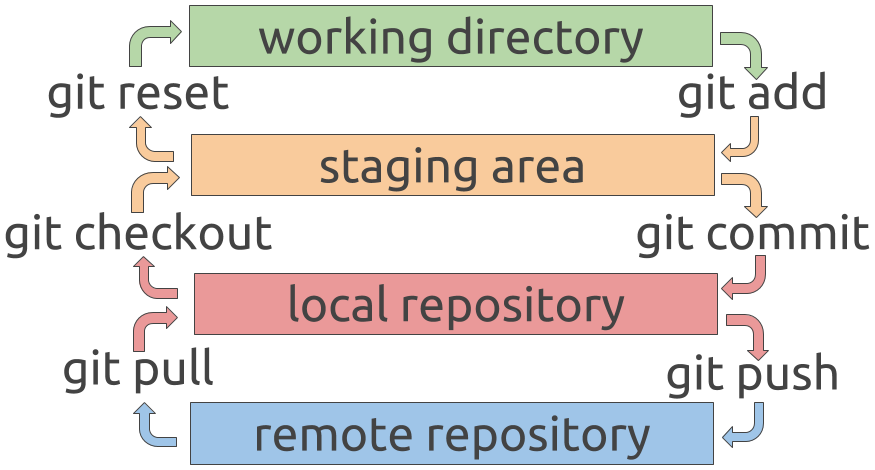 working directory
git reset
git add
staging area
git checkout
git commit
local repository
git pull
git push
remote repository